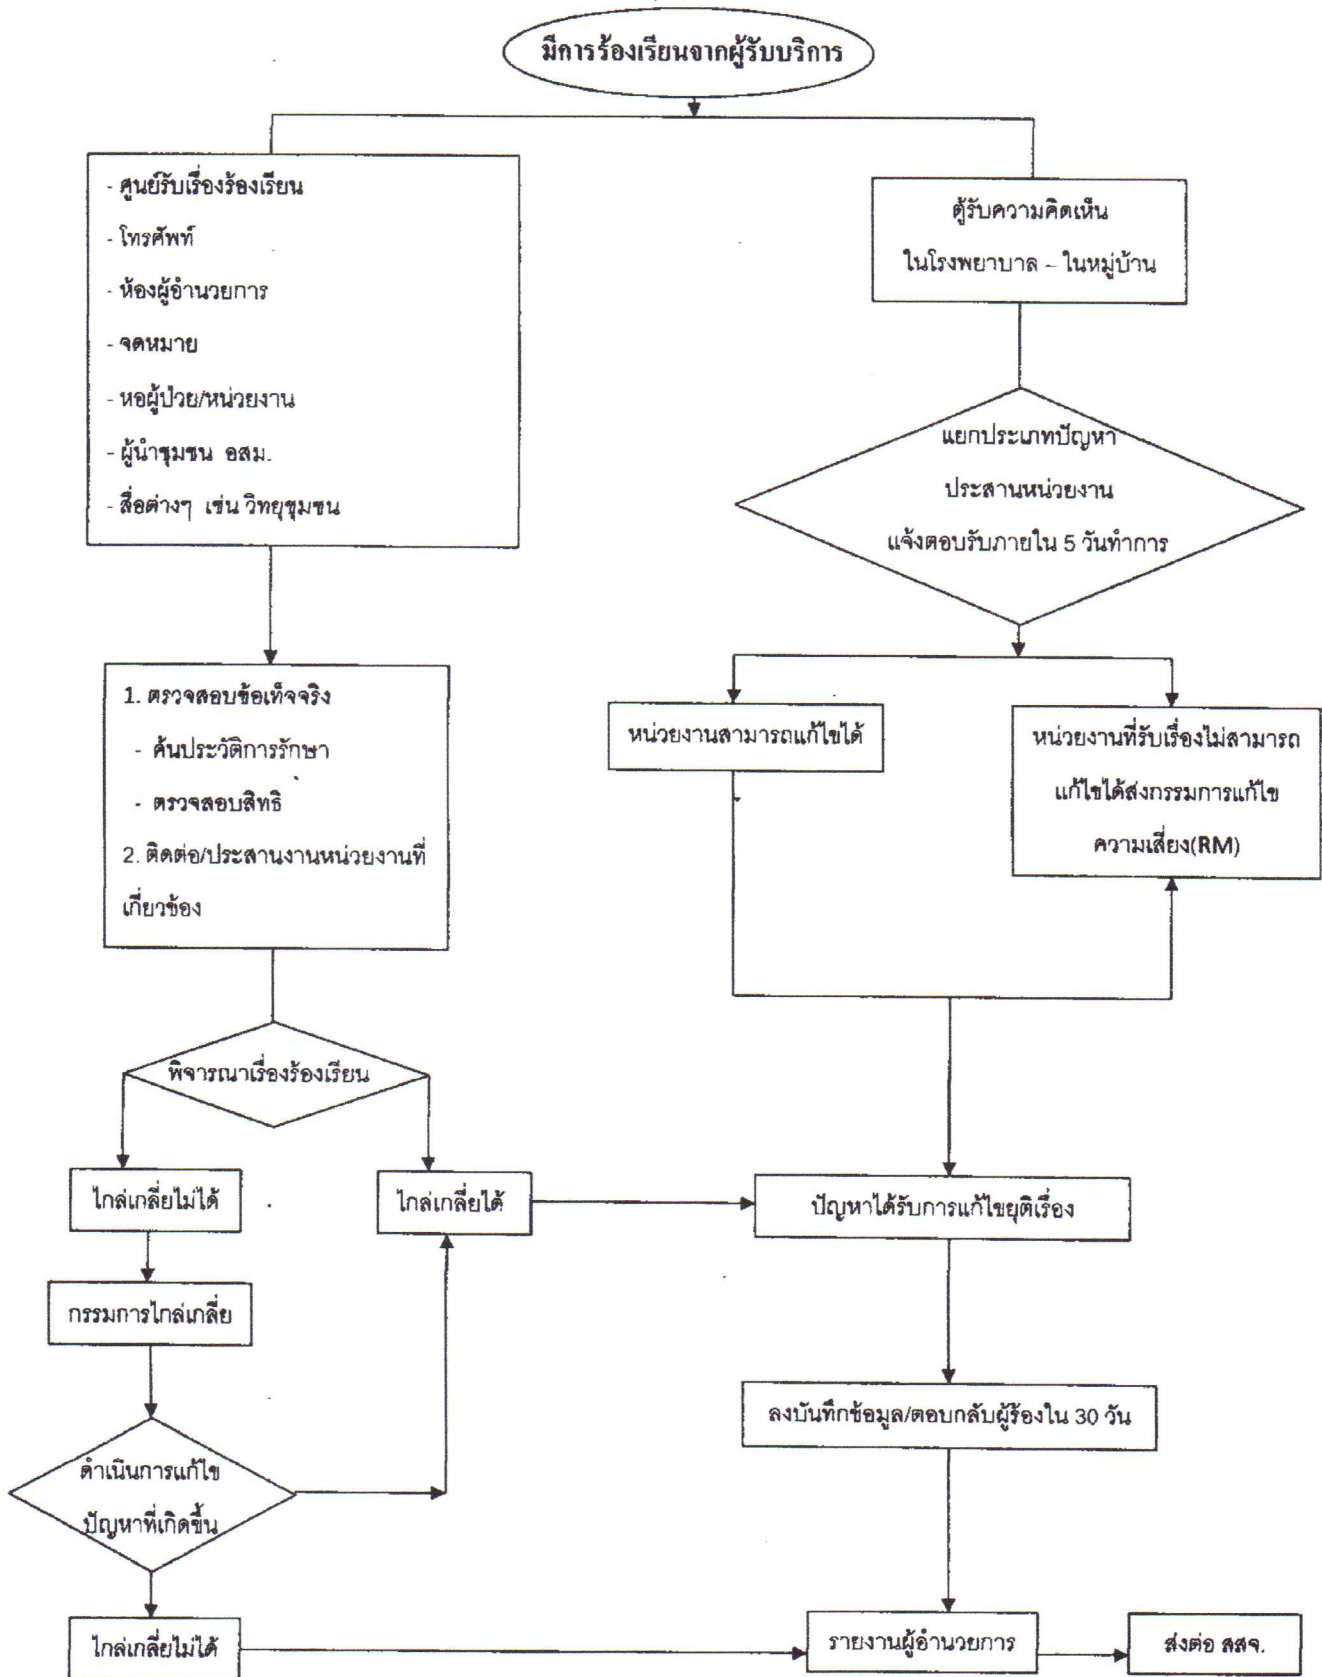 มีการร้องเรียนจากผู้รับบริการ
- ศูนย์รับเรื่องร้องเรียน
- โทรศัพท์
- ห้องผู้อำนวยการ
- จดหมาย
- หอผู้ป่วย/หน่วยงาน
- ผู้นำชุมชน อสม.
- สื่อต่างๆ เช่น วิทยุชุมชน
ตู้รับความคิดเห็น
ในโรงพยาบาล – ในหมู่บ้าน
แยกประเภทปัญหา
ประสานหน่วยงาน
แจ้งตอบรับภายใน 5 วันทำการ
1. ตรวจสอบข้อเท็จจริง
- ค้นประวัติการรักษา
- ตรวจสอบสิทธิ
2. ติดต่อ/ประสานงานหน่วยงานที่
เกี่ยวข้อง
หน่วยงานสามารถแก้ไขได้
หน่วยงานที่รับเรื่องไม่สามารถ
แก้ไขได้ส่งกรรมการแก้ไข
ความเสี่ยง(RM)
พิจารณาเรื่องร้องเรียน
ไกล่เกลี่ยไม่ได้
ไกล่เกลี่ยได้
ปัญหาได้รับการแก้ไขยุติเรื่อง
กรรมการไกล่เกลี่ย
ลงบันทึกข้อมูล/ตอบกลับผู้ร้องใน 30 วัน
ดำเนินการแก้ไข
ปัญหาที่เกิดขึ้น
ไกล่เกลี่ยไม่ได้
รายงานผู้อำนวยการ
ส่งต่อ สสจ.